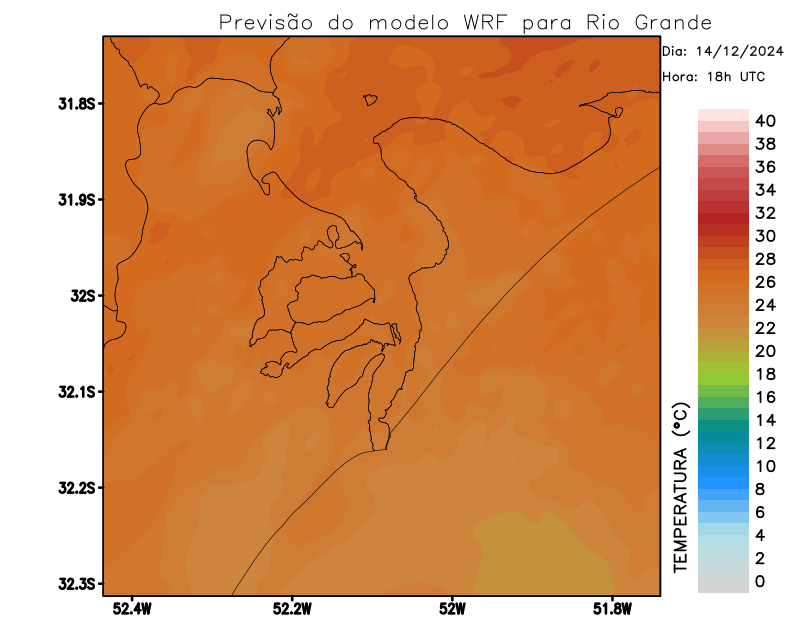 Previsão do modelo WRF para Rio Grande
Dia: 14/12/2024
Hora: 18h UTC
31.8S
31.9S
32S
32.1S
32.2S
32.3S
52.4W
52.2W
52W
51.8W
TEMPERATURA (°C)
40
38
36
34
32
30
28
26
24
22
20
18
16
14
12
10
8
6
4
2
0